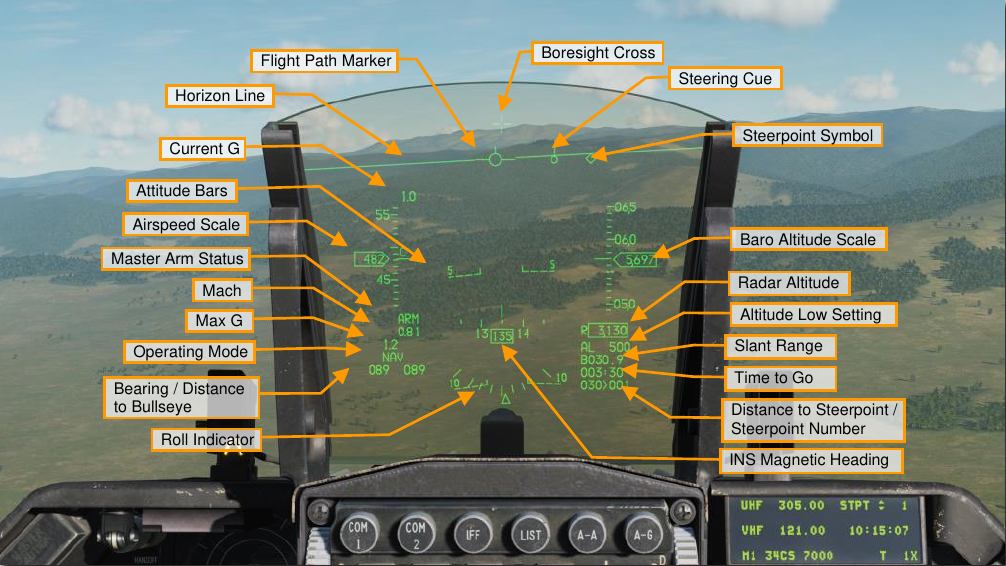 Boresight Cross
Flight Path Marker
Steering Cue
Horizon Line
Steerpoint Symbol
Current G
Attitude Bars
Airspeed Scale
Baro Altitude Scale
Master Arm Status
Radar Altitude
Mach
Altitude Low Setting
Max G
Slant Range
Operating Mode
Time to Go
Bearing / Distance
to Bullseye
Distance to Steerpoint /
Steerpoint Number
Roll Indicator
INS Magnetic Heading
1.0
55
482
45
ARM
0.81
1.2
NAV
089 089
5 5
13 135 14
10 10
065
060
5,697
050
R 3,130
AL 500
B030.9
003:30
UHF 305.00 STPT 1
VHF 121.00 10:15:07
M1 34CS 7000 T 1X
COM
1
COM
2
IFF
LIST
A-A
A-G
D